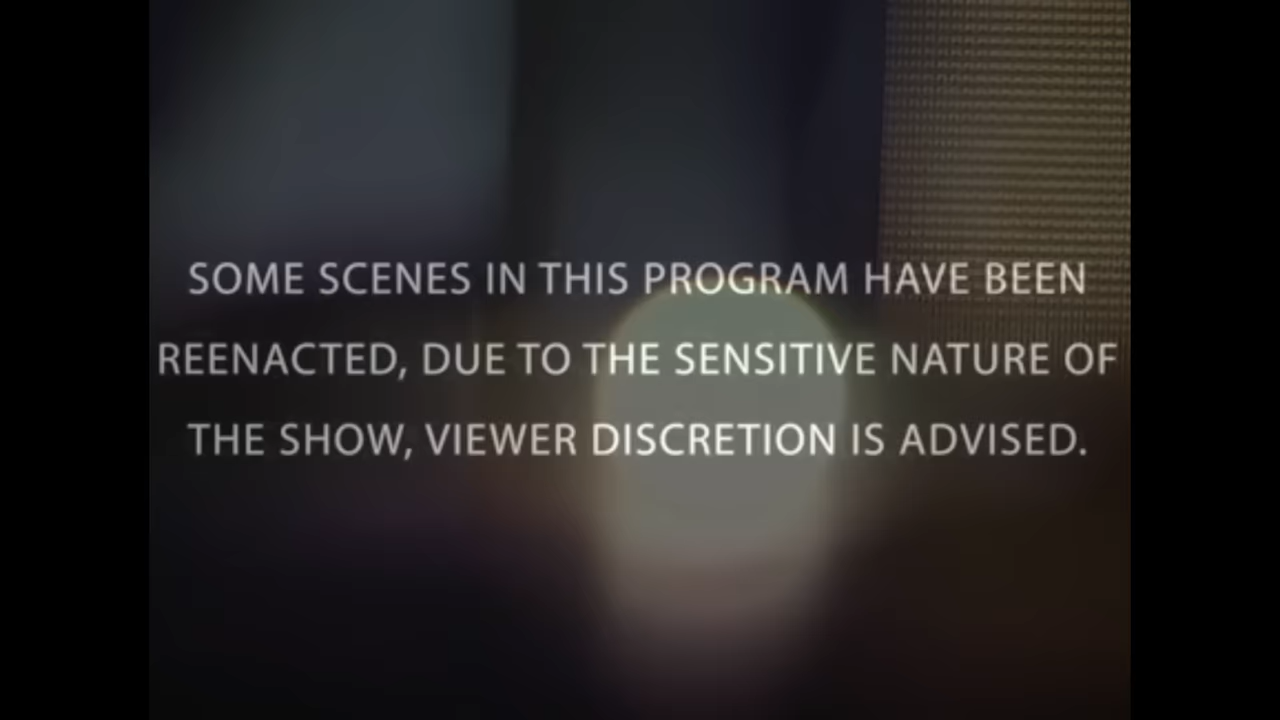 SOME SCENES IN THIS PROGRAM HAVE BEEN
REENACTED, DUE TO THE SENSITIVE NATURE OF
THE SHOW, VIEWER DISCRETION IS ADVISED.